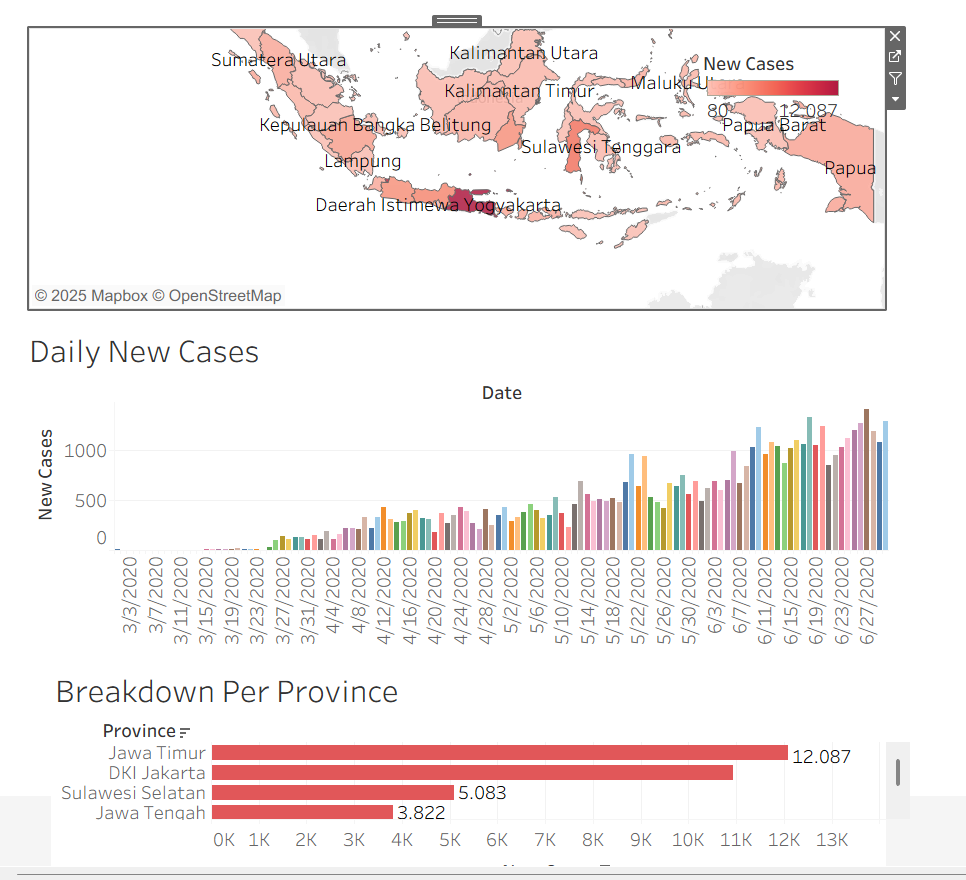 Kalimantan Utara
Sumatera Utara
New Cases
Maluku U
Kalimantan Timur
80
12.087
Kepulauan Bangka Belitung
Papua Barat
Sulawesi Tenggara
Lampung
Papua
Daerah Istimewa Yogyakarta
© 2025 Mapbox © OpenStreetMap
Daily New Cases
Date
New Cases
1000
500
0
3/3/2020
3/7/2020
3/11/2020
3/15/2020
3/19/2020
3/23/2020
3/27/2020
3/31/2020
4/4/2020
4/8/2020
4/12/2020
4/16/2020
4/20/2020
4/24/2020
4/28/2020
5/2/2020
5/6/2020
5/10/2020
5/14/2020
5/18/2020
5/22/2020
5/26/2020
5/30/2020
6/3/2020
6/7/2020
6/11/2020
6/15/2020
6/19/2020
6/23/2020
6/27/2020
Breakdown Per Province
Province
Jawa Timur 12.087
DKI Jakarta
Sulawesi Selatan 5.083
Jawa Tengah 3.822
0K 1K 2K 3K 4K 5K 6K 7K 8K 9K 10K 11K 12K 13K